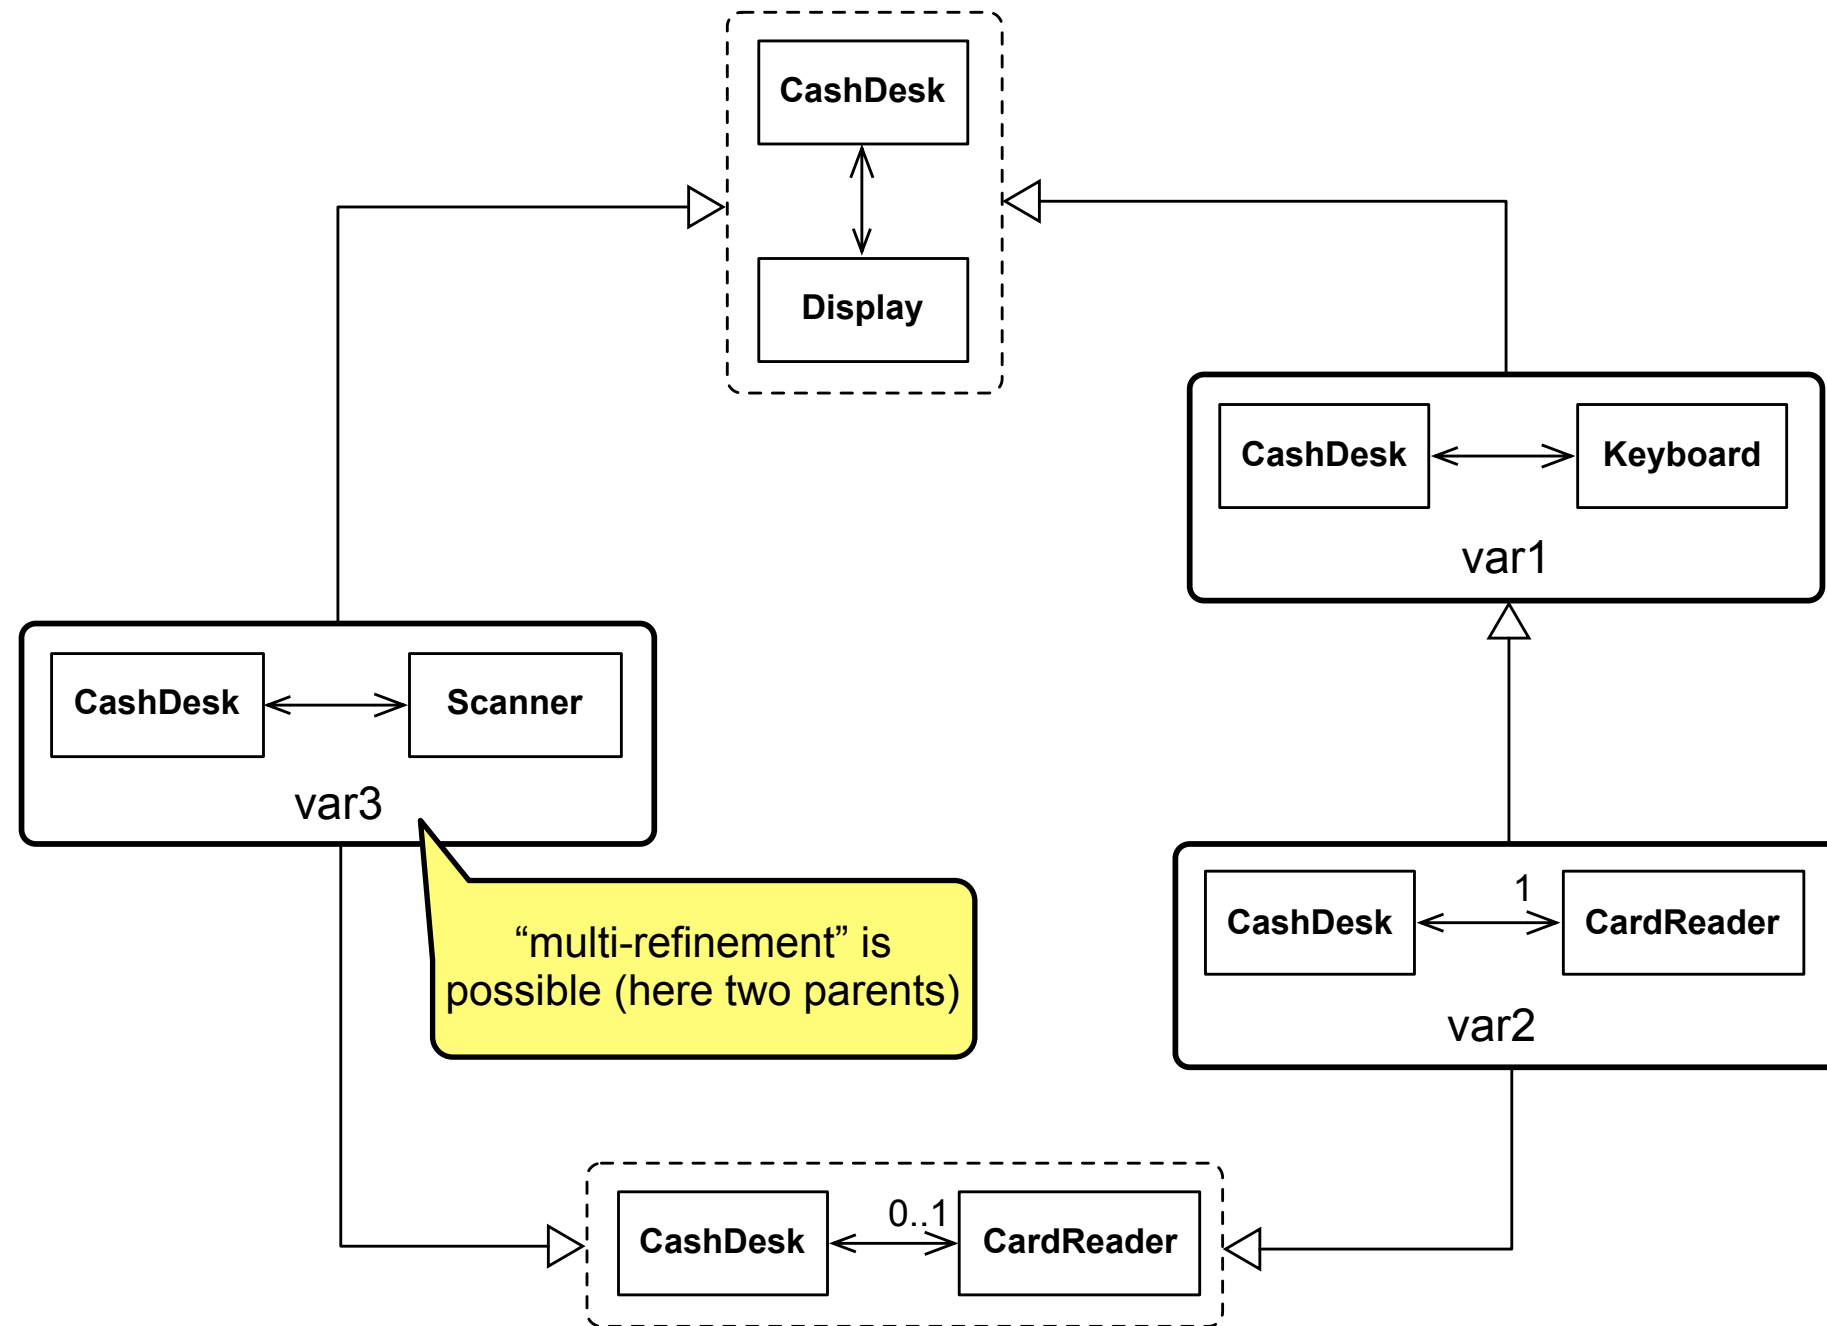 CashDesk
Display
CashDesk
Keyboard
var1
CashDesk
Scanner
var3
“multi-refinement” is
possible (here two parents)
CashDesk
1
CardReader
var2
CashDesk
0..1
CardReader